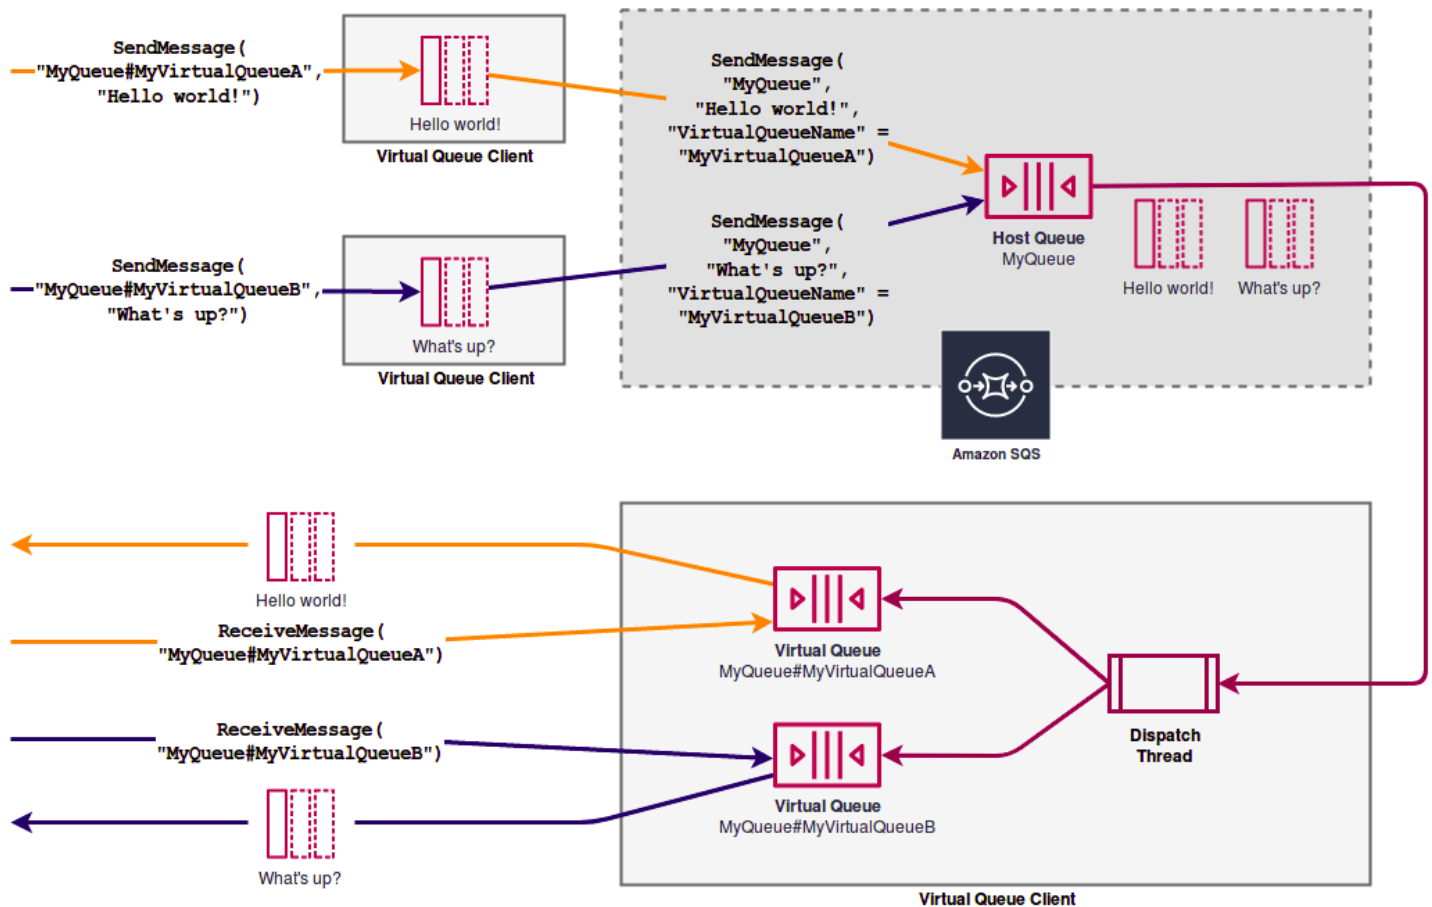 SendMessage(
"MyQueue#MyVirtualQueueA",
"Hello world!")
Hello world!
Virtual Queue Client
SendMessage(
"MyQueue",
"Hello world!",
"VirtualQueueName" =
"MyVirtualQueueA")
SendMessage(
"MyQueue#MyVirtualQueueB",
"What's up?")
What's up?
Virtual Queue Client
SendMessage(
"MyQueue",
"What's up?",
"VirtualQueueName" =
"MyVirtualQueueB")
Host Queue
MyQueue
Hello world!
What's up?
Amazon SQS
Hello world!
ReceiveMessage(
"MyQueue#MyVirtualQueueA")
Virtual Queue
MyQueue#MyVirtualQueueA
ReceiveMessage(
"MyQueue#MyVirtualQueueB")
What's up?
Virtual Queue
MyQueue#MyVirtualQueueB
Dispatch
Thread
Virtual Queue Client